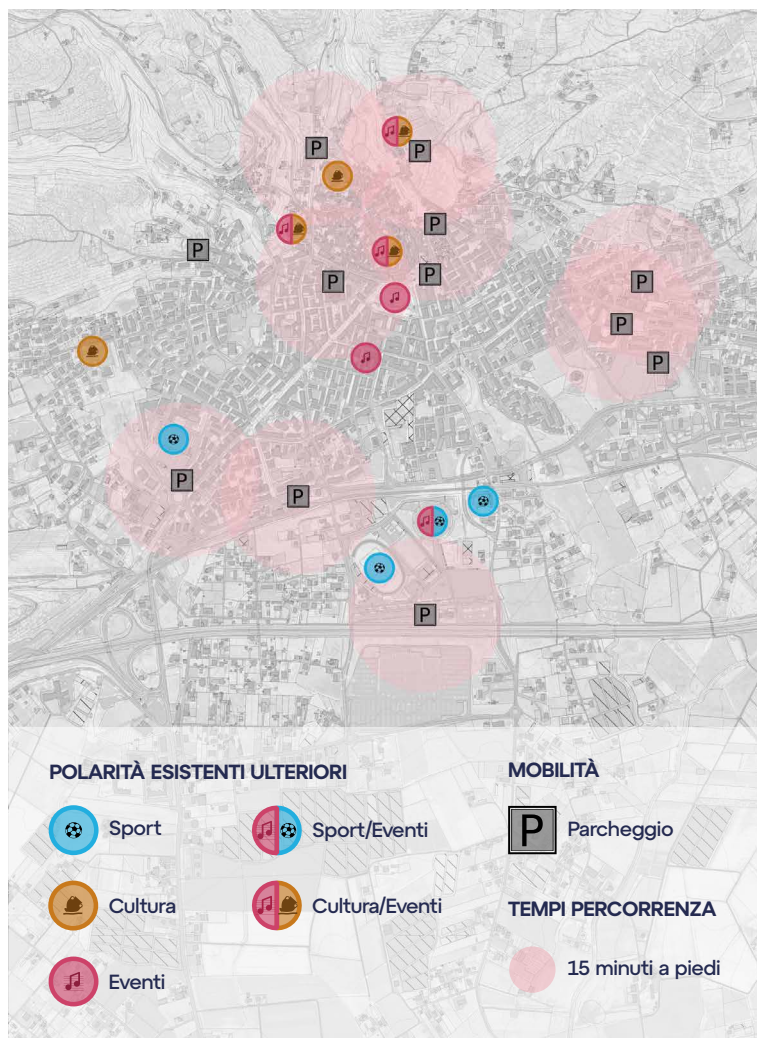 P
P
P
P
P
P
P
P
P
P
P
P
P
POLARITÀ ESISTENTI ULTERIORI
MOBILITÀ
Sport
Sport/Eventi
P
Parcheggio
Cultura
Cultura/Eventi
TEMPI PERCORRENZA
Eventi
15 minuti a piedi